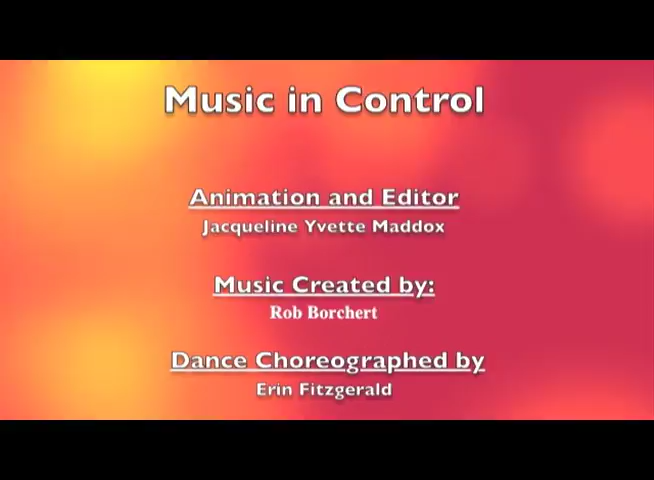 Music in Control
Animation and Editor
Jacqueline Yvette Maddox
Music Created by:
Rob Borchert
Dance Choreographed by
Erin Fitzgerald